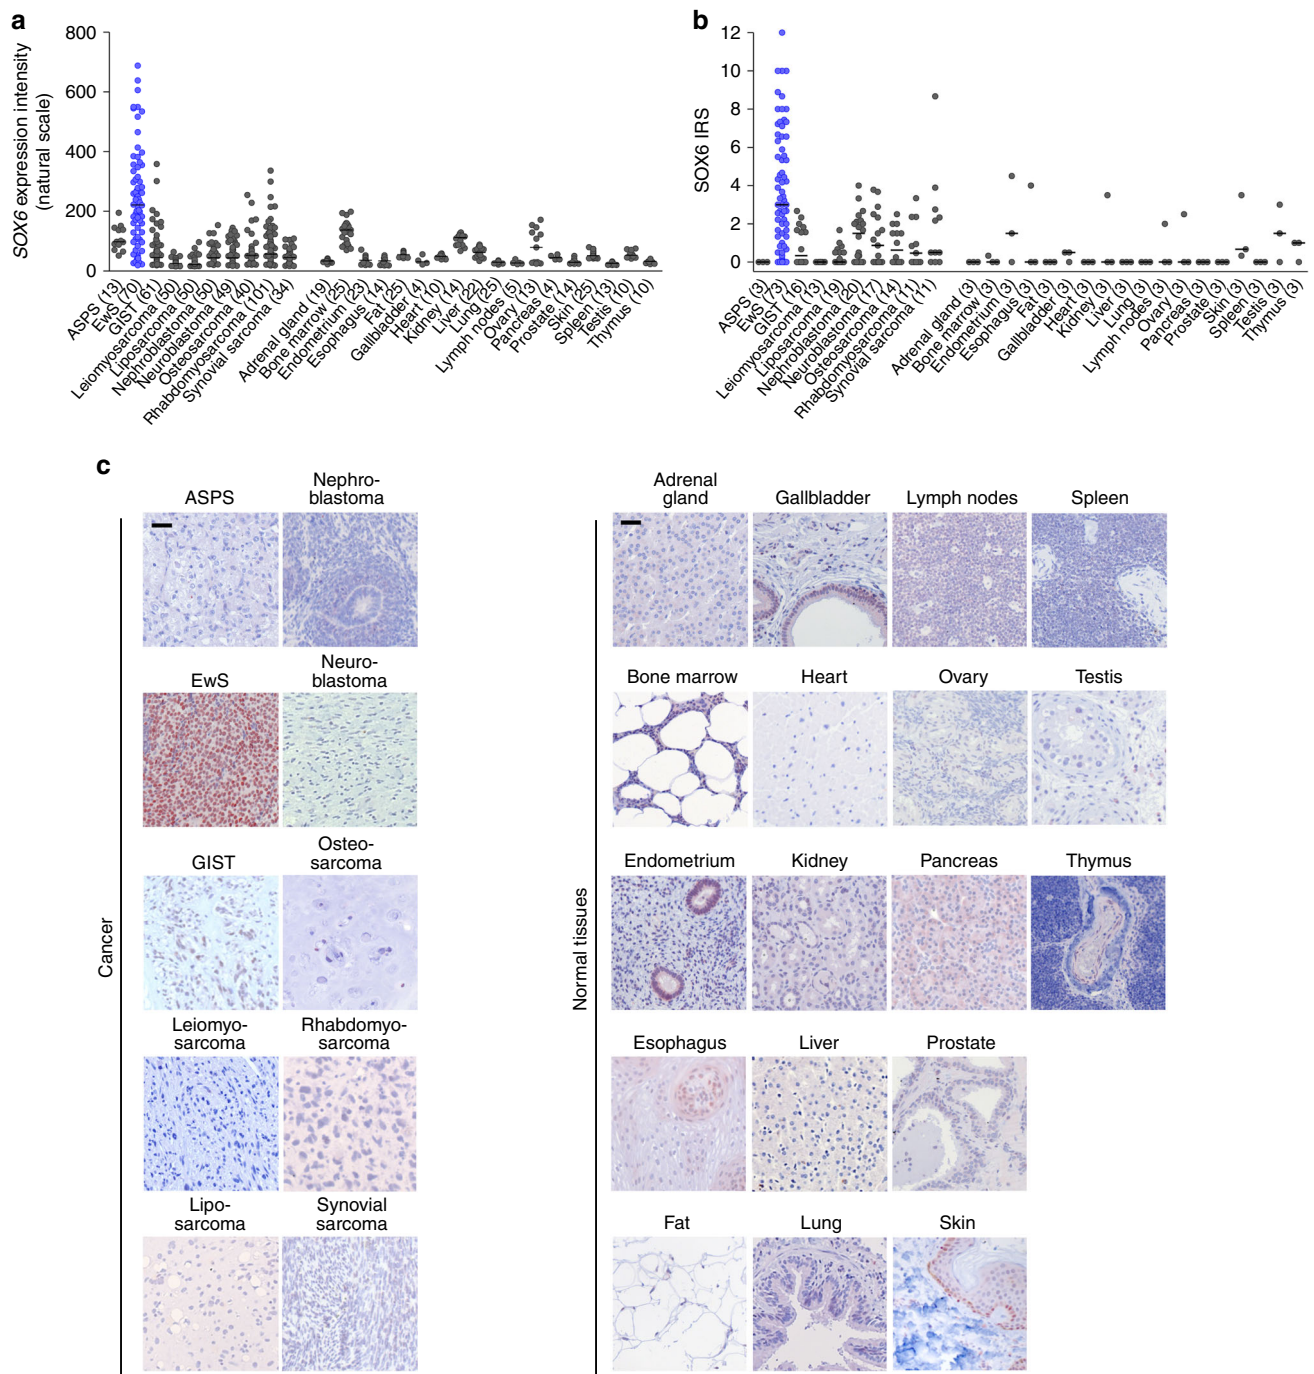 a
SOX6 expression intensity
(natural scale)
800
600
400
200
0
ASPS (13)
EwS (70)
GIST (61)
Leiomyosarcoma (50)
Liposarcoma (50)
Nephroblastoma (50)
Neuroblastoma (49)
Osteosarcoma (40)
Rhabdomyosarcoma (101)
Synovial sarcoma (34)
Adrenal gland (19)
Bone marrow (25)
Endometrium (23)
Esophagus (14)
Fat (25)
Gallbladder (4)
Heart (10)
Kidney (14)
Liver (22)
Lung (25)
Lymph nodes (5)
Ovary (13)
Pancreas (4)
Prostate (14)
Skin (25)
Spleen (13)
Testis (10)
Thymus (10)
b
SOX6 IRS
12
10
8
6
4
2
0
ASPS (3)
EwS (73)
GIST (16)
Leiomyosarcoma (13)
Liposarcoma (19)
Nephroblastoma (20)
Neuroblastoma (17)
Osteosarcoma (14)
Rhabdomyosarcoma (11)
Synovial sarcoma (11)
Adrenal gland (3)
Bone marrow (3)
Endometrium (3)
Esophagus (3)
Fat (3)
Gallbladder (3)
Heart (3)
Kidney (3)
Liver (3)
Lung (3)
Lymph nodes (3)
Ovary (3)
Pancreas (3)
Prostate (3)
Skin (3)
Spleen (3)
Testis (3)
Thymus (3)
c
Cancer
ASPS
Nephro-
blastoma
EwS
Neuro-
blastoma
GIST
Osteo-
sarcoma
Leiomyo-
sarcoma
Rhabdomyo-
sarcoma
Lipo-
sarcoma
Synovial
sarcoma
Normal tissues
Adrenal
gland
Gallbladder
Lymph nodes
Spleen
Bone marrow
Heart
Ovary
Testis
Endometrium
Kidney
Pancreas
Thymus
Esophagus
Liver
Prostate
Fat
Lung
Skin